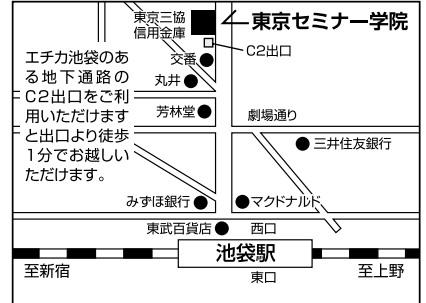 東京三協
信用金庫
東京セミナー学院
C2出口
交番
エチカ池袋のあ
る地下通路の
C2出口をご利
用いただけます
と出口より徒歩
1分でお越しい
ただけます。
丸井
芳林堂
劇場通り
三井住友銀行
みずほ銀行
マクドナルド
東武百貨店
西口
池袋駅
至新宿
東口
至上野